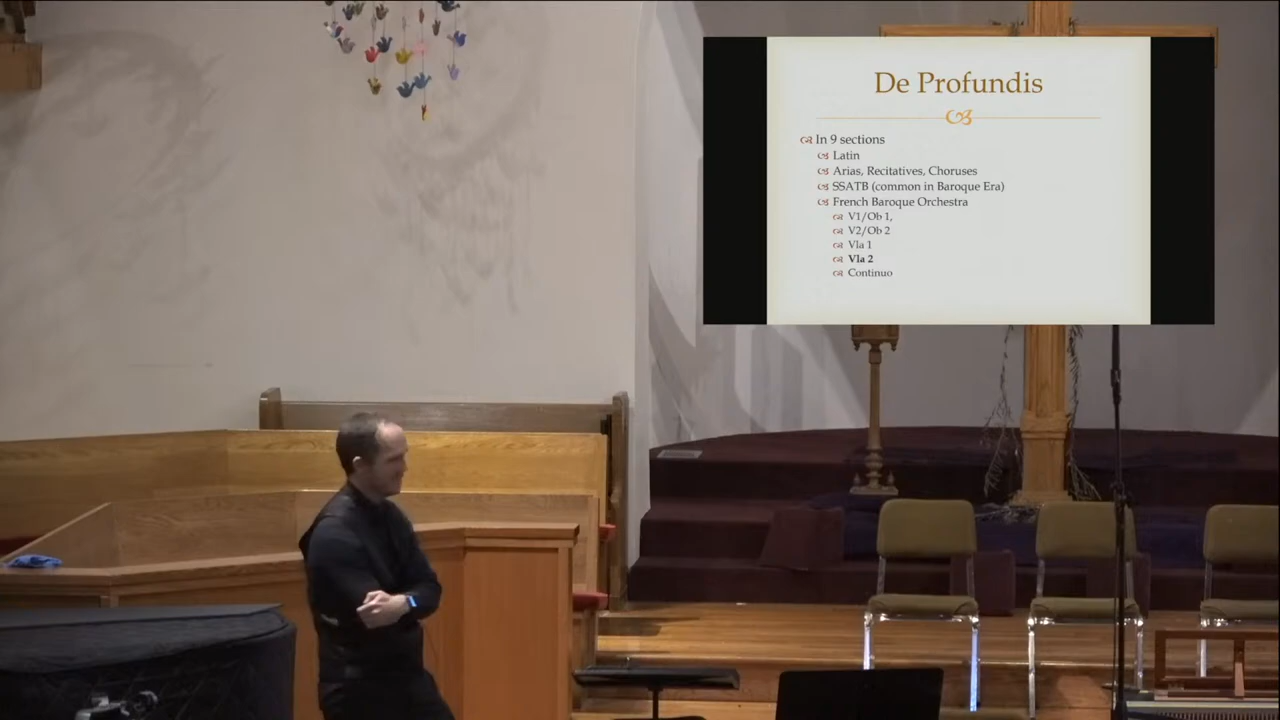 De Profundis
In 9 sections
Latin
Arias, Recitatives, Choruses
SSATB (common in Baroque Era)
French Baroque Orchestra
V1/Ob 1,
V2/Ob 2
Vla 1
Vla 2
Continuo